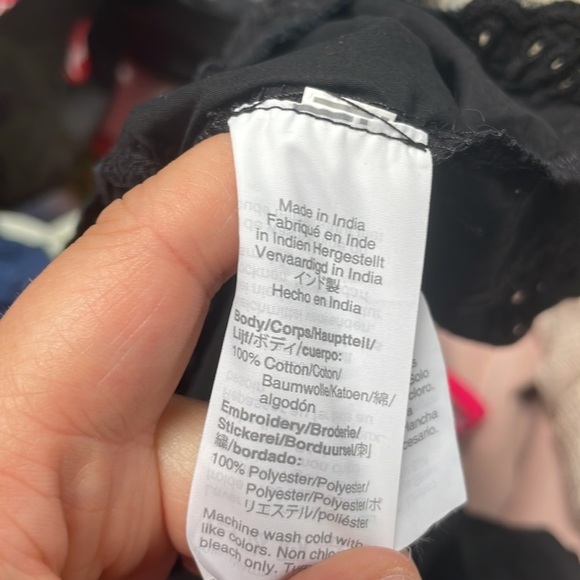 Made in India
Fabriqué en Inde
in Indien Hergestellt
Vervaardigd in India
インド製
Hecho en India
Body/Corps/Hauptteil/
Lijf/ボディ/cuerpo:
100% Cotton/Coton/
Baumwolle/Katoen/綿/
algodón
Embroidery/Broderie/
Stickerei/Borduursel/刺
繍/bordado:
100% Polyester/Polyester/
Polyester/Polyester/ポ
リエステル/poliéster
Machine wash cold with
like colors. Non chlo
bleach only.
Solo
cloro.